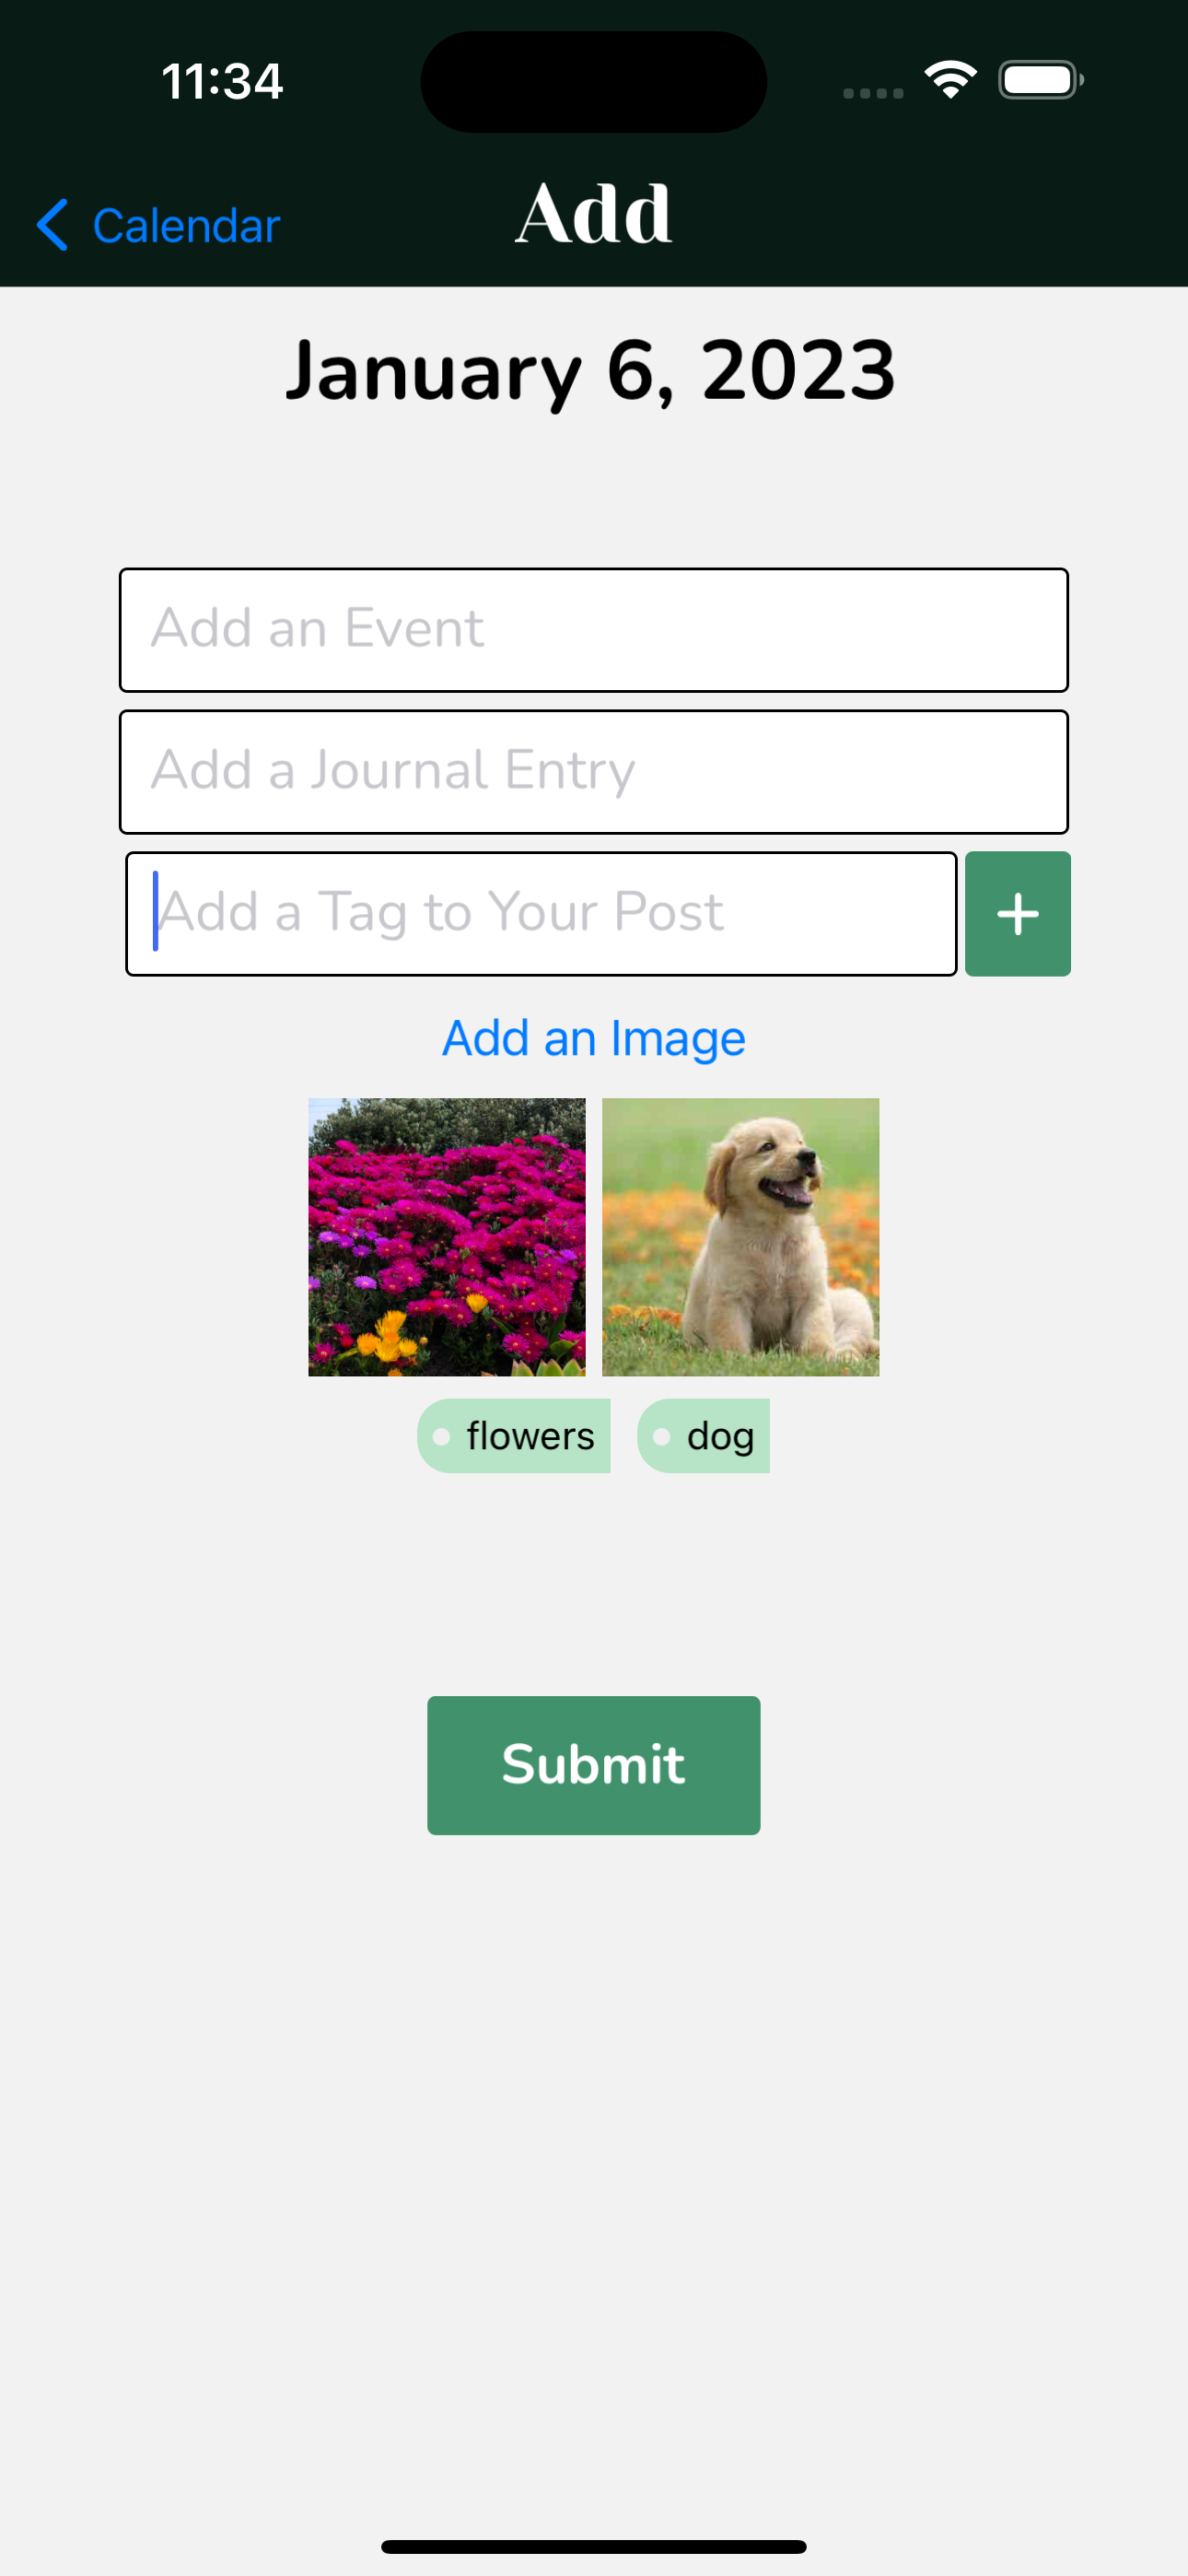 11:34
Calendar
Add
January 6, 2023
Add an Event
Add a Journal Entry
Add a Tag to Your Post
+
Add an Image
flowers
dog
Submit